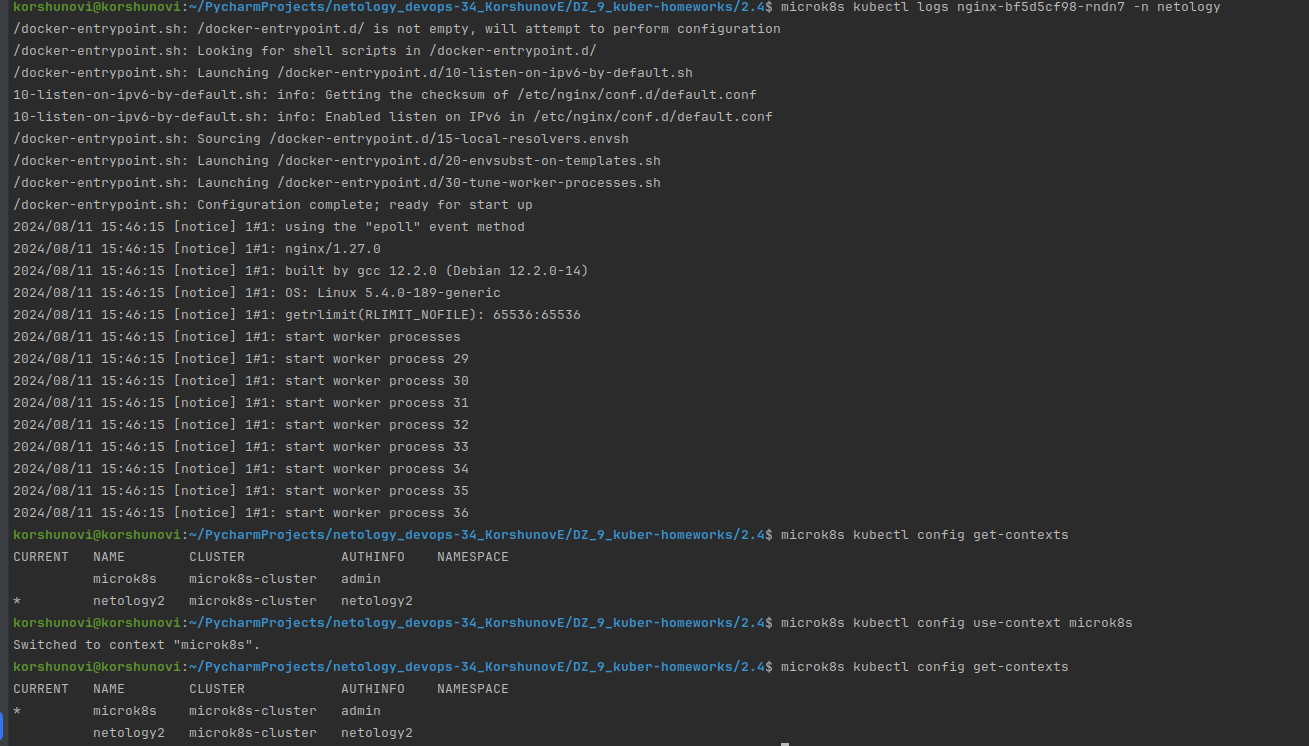 korshunovi@korshunovi:~/PycharmProjects/netology_devops-34_KorshunovE/DZ_9_kuber-homeworks/2.4$ microk8s kubectl logs nginx-bf5d5cf98-rndn7 -n netology
/docker-entrypoint.sh: /docker-entrypoint.d/ is not empty, will attempt to perform configuration
/docker-entrypoint.sh: Looking for shell scripts in /docker-entrypoint.d/
/docker-entrypoint.sh: Launching /docker-entrypoint.d/10-listen-on-ipv6-by-default.sh
10-listen-on-ipv6-by-default.sh: info: Getting the checksum of /etc/nginx/conf.d/default.conf
10-listen-on-ipv6-by-default.sh: info: Enabled listen on IPv6 in /etc/nginx/conf.d/default.conf
/docker-entrypoint.sh: Sourcing /docker-entrypoint.d/15-local-resolvers.envsh
/docker-entrypoint.sh: Launching /docker-entrypoint.d/20-envsubst-on-templates.sh
/docker-entrypoint.sh: Launching /docker-entrypoint.d/30-tune-worker-processes.sh
/docker-entrypoint.sh: Configuration complete; ready for start up
2024/08/11 15:46:15 [notice] 1#1: using the "epoll" event method
2024/08/11 15:46:15 [notice] 1#1: nginx/1.27.0
2024/08/11 15:46:15 [notice] 1#1: built by gcc 12.2.0 (Debian 12.2.0-14)
2024/08/11 15:46:15 [notice] 1#1: OS: Linux 5.4.0-189-generic
2024/08/11 15:46:15 [notice] 1#1: getrlimit(RLIMIT_NOFILE): 65536:65536
2024/08/11 15:46:15 [notice] 1#1: start worker processes
2024/08/11 15:46:15 [notice] 1#1: start worker process 29
2024/08/11 15:46:15 [notice] 1#1: start worker process 30
2024/08/11 15:46:15 [notice] 1#1: start worker process 31
2024/08/11 15:46:15 [notice] 1#1: start worker process 32
2024/08/11 15:46:15 [notice] 1#1: start worker process 33
2024/08/11 15:46:15 [notice] 1#1: start worker process 34
2024/08/11 15:46:15 [notice] 1#1: start worker process 35
2024/08/11 15:46:15 [notice] 1#1: start worker process 36
korshunovi@korshunovi:~/PycharmProjects/netology_devops-34_KorshunovE/DZ_9_kuber-homeworks/2.4$ microk8s kubectl config get-contexts
CURRENT   NAME        CLUSTER            AUTHINFO    NAMESPACE
          microk8s    microk8s-cluster   admin
*         netology2   microk8s-cluster   netology2
korshunovi@korshunovi:~/PycharmProjects/netology_devops-34_KorshunovE/DZ_9_kuber-homeworks/2.4$ microk8s kubectl config use-context microk8s
Switched to context "microk8s".
korshunovi@korshunovi:~/PycharmProjects/netology_devops-34_KorshunovE/DZ_9_kuber-homeworks/2.4$ microk8s kubectl config get-contexts
CURRENT   NAME        CLUSTER            AUTHINFO    NAMESPACE
*         microk8s    microk8s-cluster   admin
          netology2   microk8s-cluster   netology2